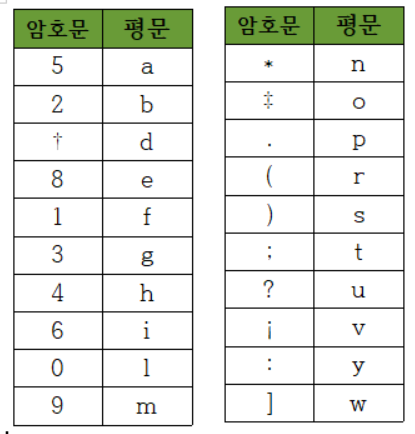 암호문 평문
5 a
2 b
† d
8 e
1 f
3 g
4 h
6 i
0 l
9 m
암호문 평문
* n
‡ o
. p
( r
) s
; t
? u
¡ v
: y
] w